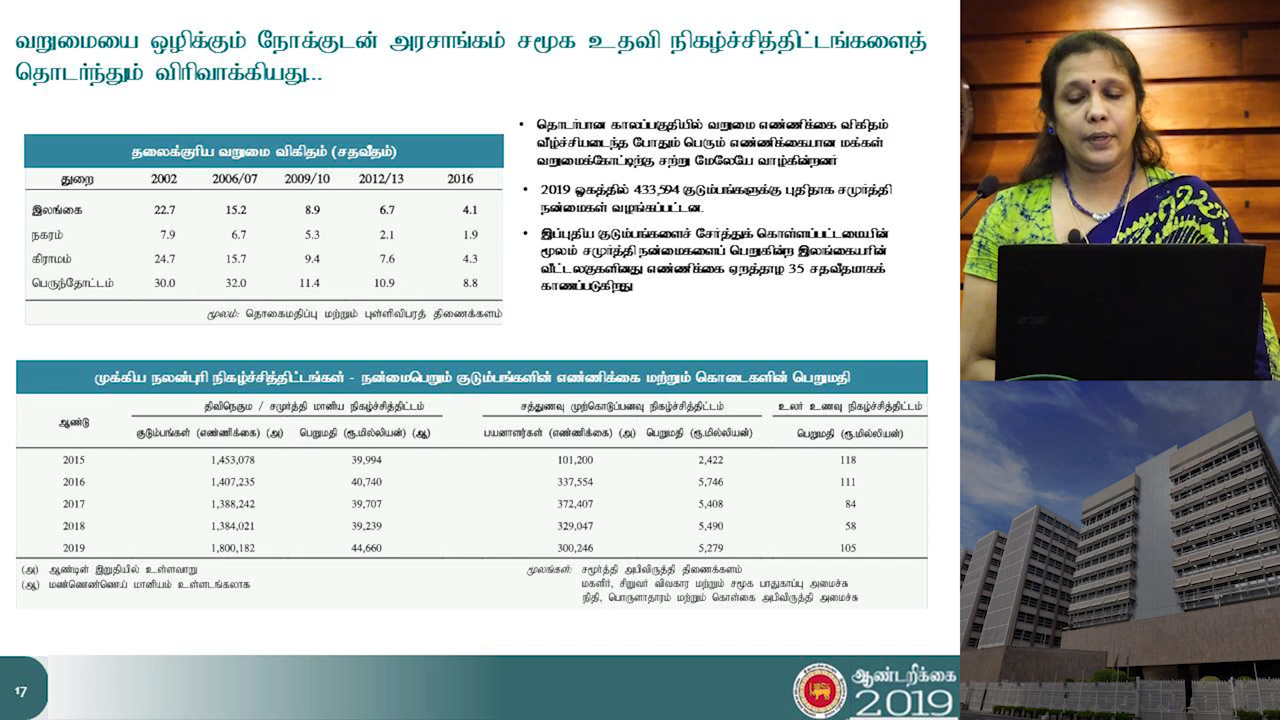 வறுமையை ஒழிக்கும் நோக்குடன் அரசாங்கம் சமூக உதவி நிகழ்ச்சித்திட்டங்களைத்
தொடர்ந்தும் விரிவாக்கியது...
தலைக்குரிய வறுமை விகிதம் (சதவீதம்)
துறை 2002 2006/07 2009/10 2012/13 2016
இலங்கை 22.7 15.2 8.9 6.7 4.1
நகரம் 7.9 6.7 5.3 2.1 1.9
கிராமம் 24.7 15.7 9.4 7.6 4.3
பெருந்தோட்டம் 30.0 32.0 11.4 10.9 8.8
மூலம்: தொகைமதிப்பு மற்றும் புள்ளிவிபரத் திணைக்களம்
• தொடர்பான காலப்பகுதியில் வறுமை எண்ணிக்கை விகிதம்
வீழ்ச்சியடைந்த போதும் பெரும் எண்ணிக்கையான மக்கள்
வறுமைக்கோட்டிற்கு சற்று மேலேயே வாழ்கின்றனர்
• 2019 ஓகத்தில் 433,594 குடும்பங்களுக்கு புதிதாக சமுர்த்தி
நன்மைகள் வழங்கப்பட்டன.
• இப்புதிய குடும்பங்களைச் சேர்த்துக் கொள்ளப்பட்டமையின்
மூலம் சமுர்த்தி நன்மைகளைப் பெறுகின்ற இலங்கையரின்
வீட்டலகுகளினது எண்ணிக்கை ஏறத்தாழ 35 சதவீதமாகக்
காணப்படுகிறது
முக்கிய நலன்புரி நிகழ்ச்சித்திட்டங்கள் - நன்மைபெறும் குடும்பங்களின் எண்ணிக்கை மற்றும் கொடைகளின் பெறுமதி
ஆண்டு திவிநெகும / சமுர்த்தி மானிய நிகழ்ச்சித்திட்டம் சத்துணவு முற்கொடுப்பனவு நிகழ்ச்சித்திட்டம் உலர் உணவு நிகழ்ச்சித்திட்டம்
குடும்பங்கள் (எண்ணிக்கை) (அ) பெறுமதி (ரூ.மில்லியன்) (ஆ) பயனாளர்கள் (எண்ணிக்கை) (அ) பெறுமதி (ரூ.மில்லியன்) பெறுமதி (ரூ.மில்லியன்)
2015 1,453,078 39,994 101,200 2,422 118
2016 1,407,235 40,740 337,554 5,746 111
2017 1,388,242 39,707 372,407 5,408 84
2018 1,384,021 39,239 329,047 5,490 58
2019 1,800,182 44,660 300,246 5,279 105
(அ) ஆண்டின் இறுதியில் உள்ளவாறு
(ஆ) மண்ணெண்ணெய் மானியம் உள்ளடங்கலாக
மூலங்கள்: சமூர்த்தி அபிவிருத்தி திணைக்களம்
மகளிர், சிறுவர் விவகார மற்றும் சமூக பாதுகாப்பு அமைச்சு
நிதி, பொருளாதாரம் மற்றும் கொள்கை அபிவிருத்தி அமைச்சு
17
ஆண்டறிக்கை
2019